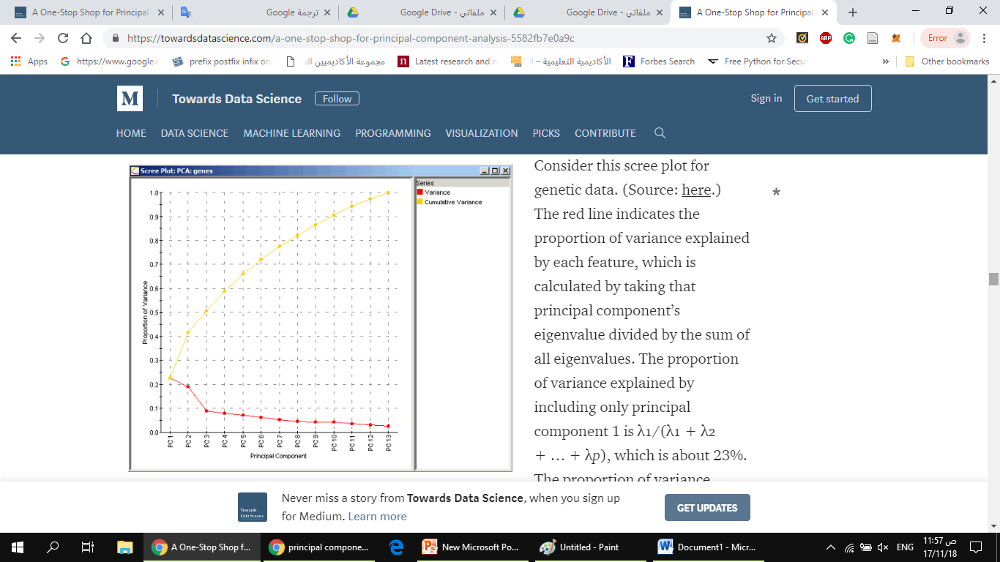 A One-Stop Shop for Principal
ترجمة Google
ملفاتي - Google Drive
ملفاتي - Google Drive
A One-Stop Shop for Principal
https://towardsdatascience.com/a-one-stop-shop-for-principal-component-analysis-5582fb7e0a9c
ABP
Error
Apps
https://www.google.c
prefix postfix infix on
مجموعة الأكاديميين ال
Latest research and n
الأكاديمية التعليمية – ال
Forbes Search
Free Python for Secu
»
Other bookmarks
M
Towards Data Science
Follow
Sign in
Get started
HOME
DATA SCIENCE
MACHINE LEARNING
PROGRAMMING
VISUALIZATION
PICKS
CONTRIBUTE
Scree Plot: PCA: genes
Series
Variance
Cumulative Variance
1.0
0.9
0.8
0.7
0.6
0.5
0.4
0.3
0.2
0.1
0.0
Proportion of Variance
PC 1
PC 2
PC 3
PC 4
PC 5
PC 6
PC 7
PC 8
PC 9
PC 10
PC 11
PC 12
PC 13
Principal Component
Consider this scree plot for
genetic data. (Source: here.)
*
The red line indicates the
proportion of variance explained
by each feature, which is
calculated by taking that
principal component’s
eigenvalue divided by the sum of
all eigenvalues. The proportion
of variance explained by
including only principal
component 1 is λ1/(λ1 + λ2
+ … + λp), which is about 23%.
The proportion of variance
Towards
Data Science
Never miss a story from Towards Data Science, when you sign up
for Medium. Learn more
GET UPDATES
A One-Stop Shop f...
principal compone...
New Microsoft Po...
Untitled - Paint
Document1 - Micr...
ENG
11:57 ص
17/11/18